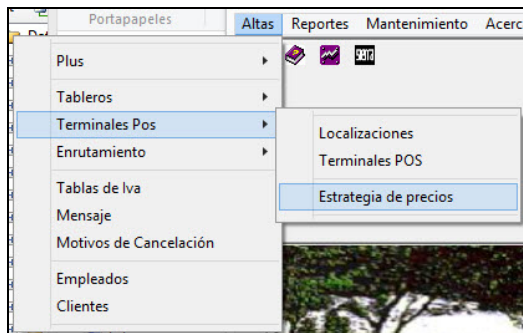 Portapapeles
Altas Reportes Mantenimiento
Plus
Tableros
Terminales Pos
Enrutamiento
Tablas de Iva
Mensaje
Motivos de Cancelación
Empleados
Clientes
Localizaciones
Terminales POS
Estrategia de precios